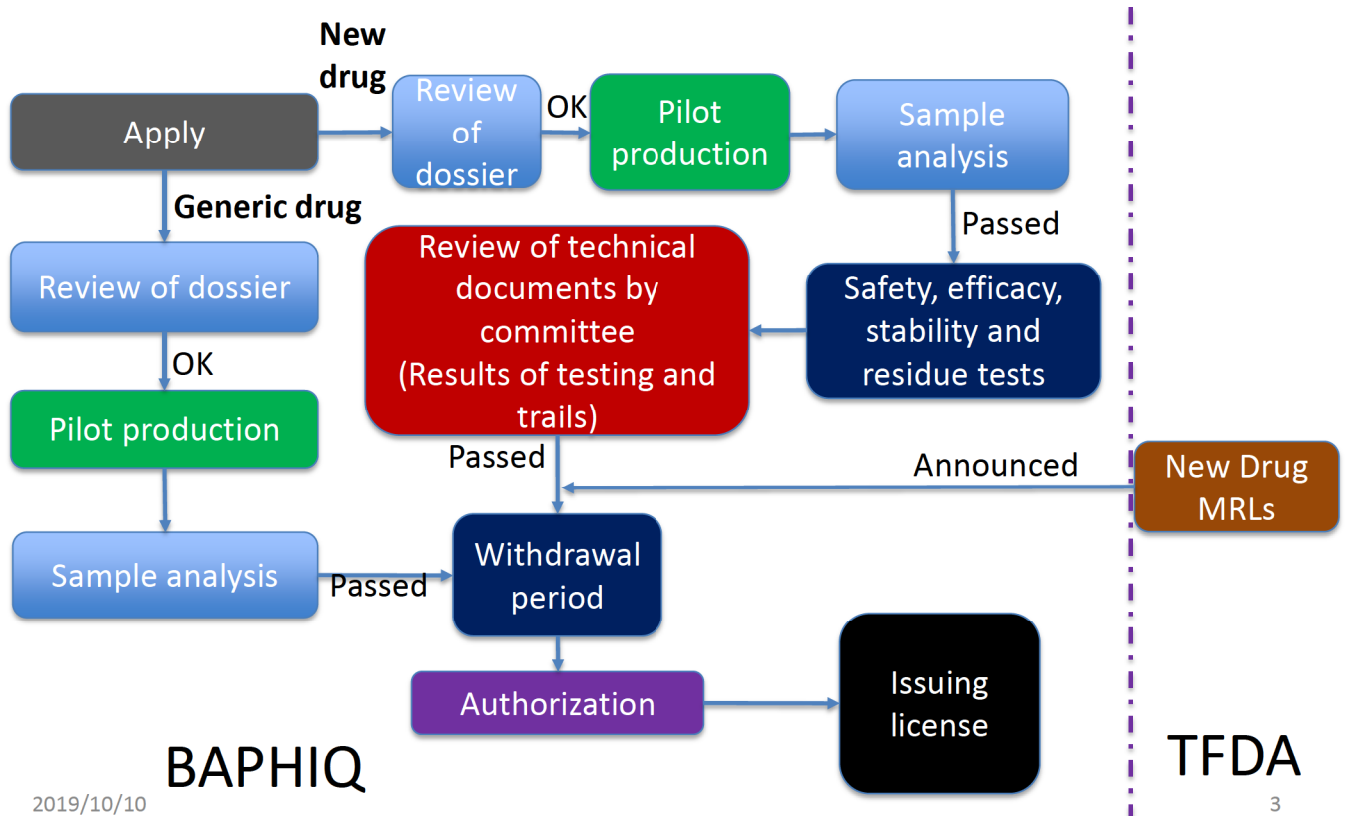 New
drug
Apply
Review
of
dossier
OK
Pilot
production
Sample
analysis
Generic drug
Passed
Review of dossier
Review of technical
documents by
committee
(Results of testing and
trails)
Safety, efficacy,
stability and
residue tests
OK
Pilot production
Passed
Announced
New Drug
MRLs
Sample analysis
Passed
Withdrawal
period
Authorization
Issuing
license
BAPHIQ
TFDA
2019/10/10
3